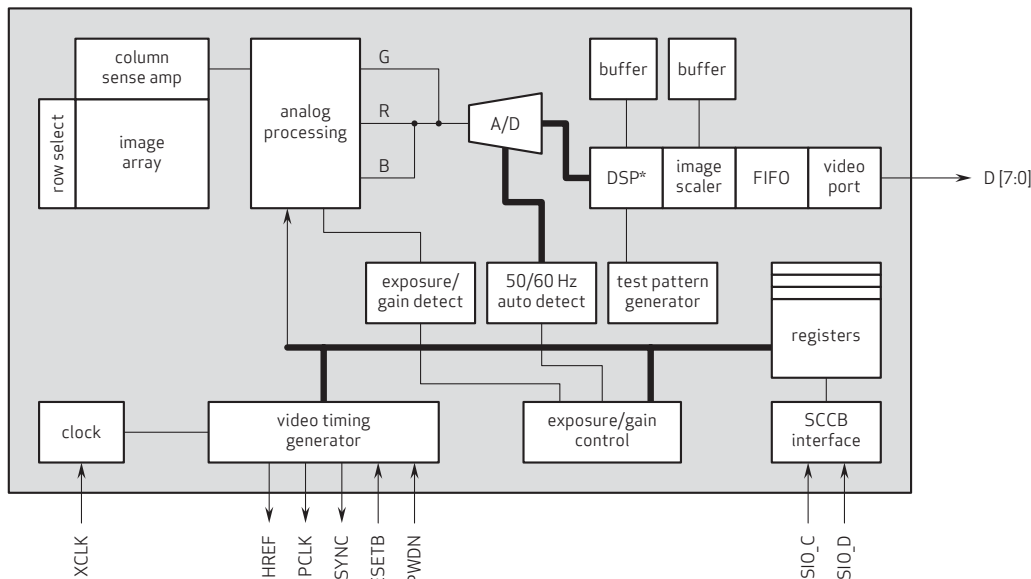 column
sense amp
row select
image
array
analog
processing
G
R
B
A/D
buffer
buffer
DSP*
image
scaler
FIFO
video
port
D [7:0]
exposure/
gain detect
50/60 Hz
auto detect
test pattern
generator
registers
clock
video timing
generator
exposure/gain
control
SCCB
interface
XCLK
HREF
PCLK
SIO_C
SIO_D